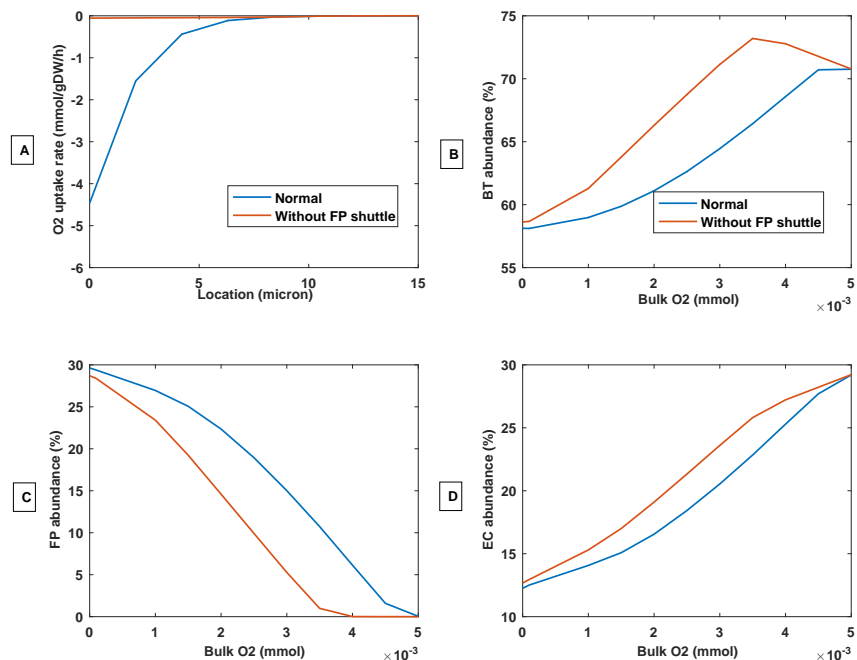 A
O2 uptake rate (mmol/gDW/h)
0
-1
-2
-3
-4
-5
-6
0 5 10 15
Location (micron)
Normal
Without FP shuttle
B
BT abundance (%)
75
70
65
60
55
0 1 2 3 4 5
Bulk O2 (mmol)
×10⁻³
Normal
Without FP shuttle
C
FP abundance (%)
30
25
20
15
10
5
0
0 1 2 3 4 5
Bulk O2 (mmol)
×10⁻³
D
EC abundance (%)
30
25
20
15
10
0 1 2 3 4 5
Bulk O2 (mmol)
×10⁻³